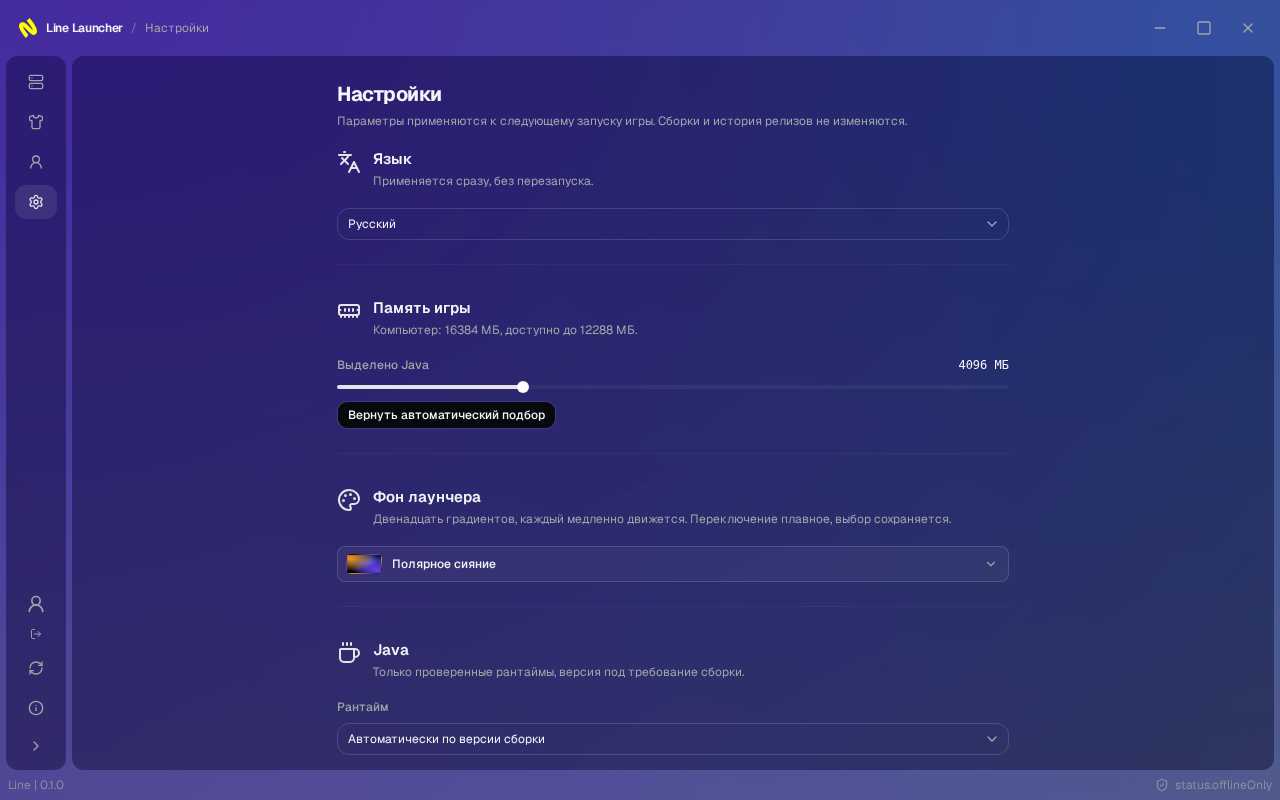 Line Launcher / Настройки
Настройки
Параметры применяются к следующему запуску игры. Сборки и история релизов не изменяются.
Язык
Применяется сразу, без перезапуска.
Русский
Память игры
Компьютер: 16384 МБ, доступно до 12288 МБ.
Выделено Java 4096 МБ
Вернуть автоматический подбор
Фон лаунчера
Двенадцать градиентов, каждый медленно движется. Переключение плавное, выбор сохраняется.
Полярное сияние
Java
Только проверенные рантаймы, версия под требование сборки.
Рантайм
Автоматически по версии сборки
Line | 0.1.0 status.offlineOnly